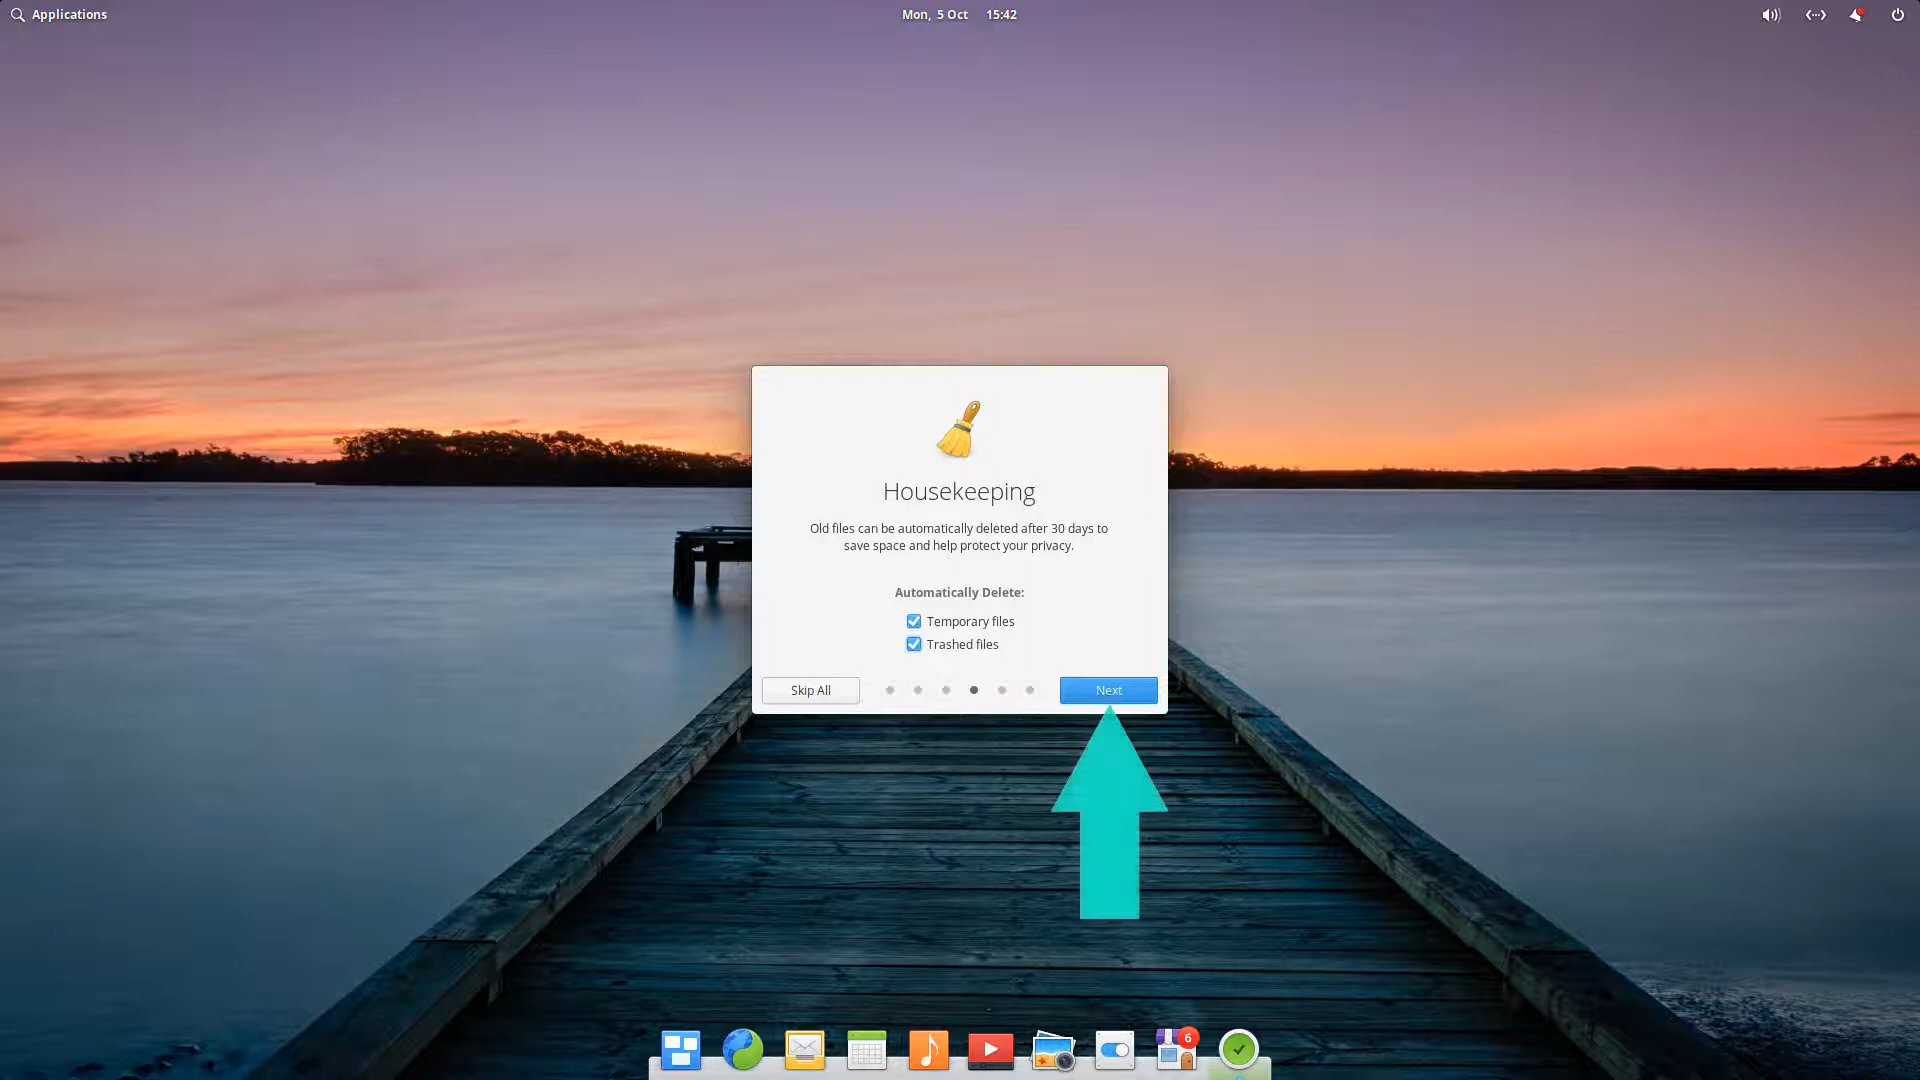 Applications
Mon, 5 Oct 15:42
Housekeeping
Old files can be automatically deleted after 30 days to
save space and help protect your privacy.
Automatically Delete:
Temporary files
Trashed files
Skip All
Next
6